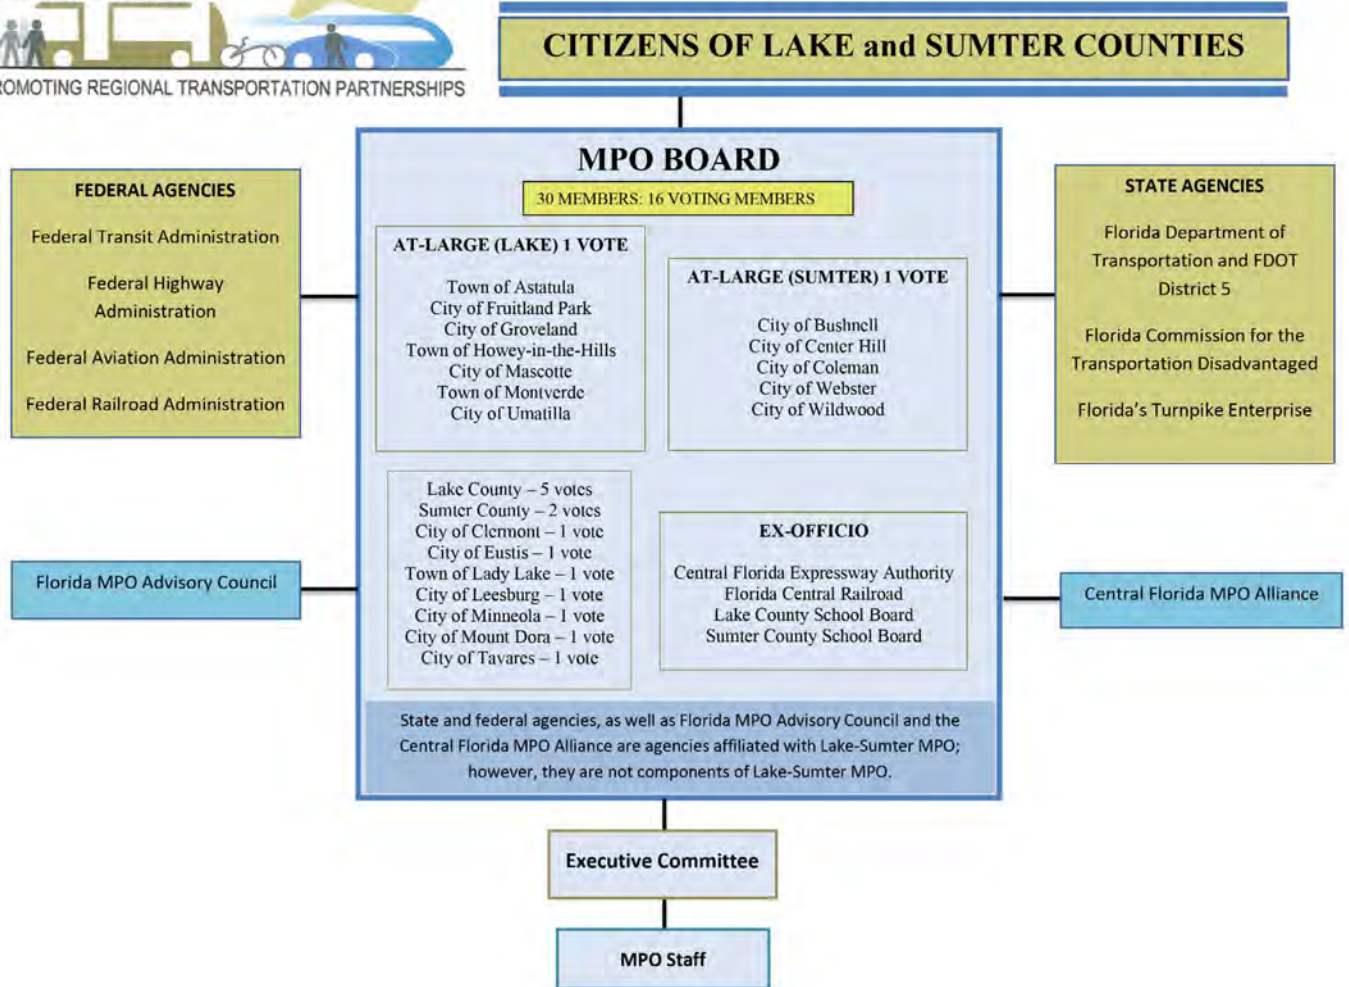 ROMOTING REGIONAL TRANSPORTATION PARTNERSHIPS
CITIZENS OF LAKE and SUMTER COUNTIES
MPO BOARD
30 MEMBERS: 16 VOTING MEMBERS
FEDERAL AGENCIES
Federal Transit Administration
Federal Highway
Administration
Federal Aviation Administration
Federal Railroad Administration
AT-LARGE (LAKE) 1 VOTE
Town of Astatula
City of Fruitland Park
City of Groveland
Town of Howey-in-the-Hills
City of Mascotte
Town of Montverde
City of Umatilla
AT-LARGE (SUMTER) 1 VOTE
City of Bushnell
City of Center Hill
City of Coleman
City of Webster
City of Wildwood
STATE AGENCIES
Florida Department of
Transportation and FDOT
District 5
Florida Commission for the
Transportation Disadvantaged
Florida's Turnpike Enterprise
Lake County – 5 votes
Sumter County – 2 votes
City of Clermont – 1 vote
City of Eustis – 1 vote
Town of Lady Lake – 1 vote
City of Leesburg – 1 vote
City of Minneola – 1 vote
City of Mount Dora – 1 vote
City of Tavares – 1 vote
EX-OFFICIO
Central Florida Expressway Authority
Florida Central Railroad
Lake County School Board
Sumter County School Board
Florida MPO Advisory Council
Central Florida MPO Alliance
State and federal agencies, as well as Florida MPO Advisory Council and the
Central Florida MPO Alliance are agencies affiliated with Lake-Sumter MPO;
however, they are not components of Lake-Sumter MPO.
Executive Committee
MPO Staff